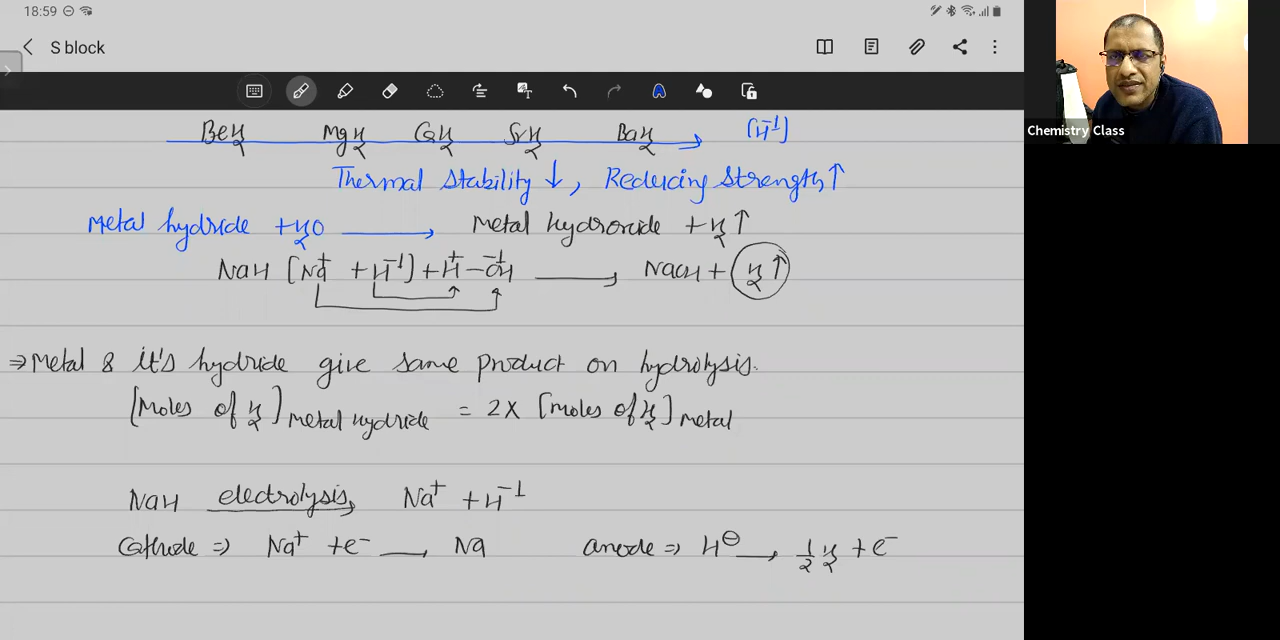 18:59
S block
BeH₂ MgH₂ CaH₂ SrH₂ BaH₂ [H⁻¹]
Thermal Stability ↓, Reducing Strength ↑
Metal hydride + H₂O ⟶ Metal hydroxide + H₂↑
NaH [Na⁺ + H⁻¹] + H⁺ – OH⁻¹ ⟶ NaOH + H₂↑
⇒ Metal & it's hydride give same product on hydrolysis.
[Moles of H₂] metal hydride = 2 x [moles of H₂] metal
NaH electrolysis → Na⁺ + H⁻¹
Cathode ⇒ Na⁺ + e⁻ ⟶ Na anode ⇒ H⊖ ⟶ 1/2 H₂ + e⁻
Chemistry Class